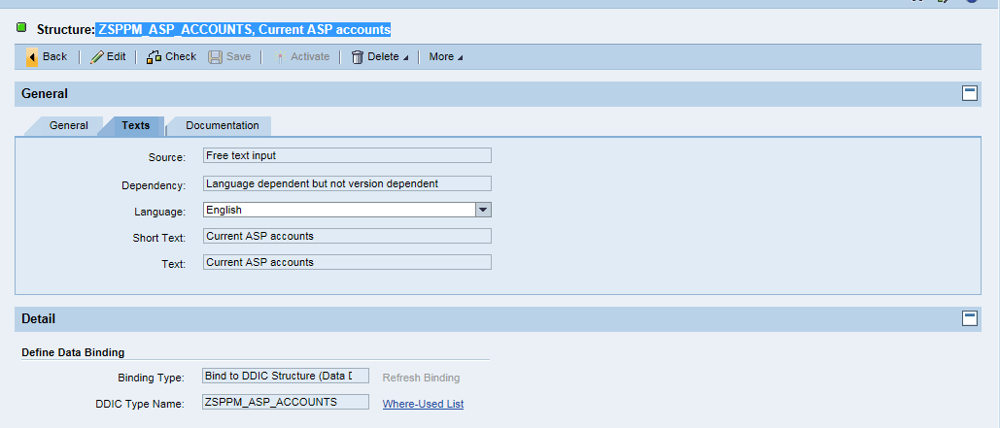 Structure: ZSPPM_ASP_ACCOUNTS, Current ASP accounts
Back Edit Check Save Activate Delete More
General
General Texts Documentation
Source: Free text input
Dependency: Language dependent but not version dependent
Language: English
Short Text: Current ASP accounts
Text: Current ASP accounts
Detail
Define Data Binding
Binding Type: Bind to DDIC Structure (Data D Refresh Binding
DDIC Type Name: ZSPPM_ASP_ACCOUNTS Where-Used List